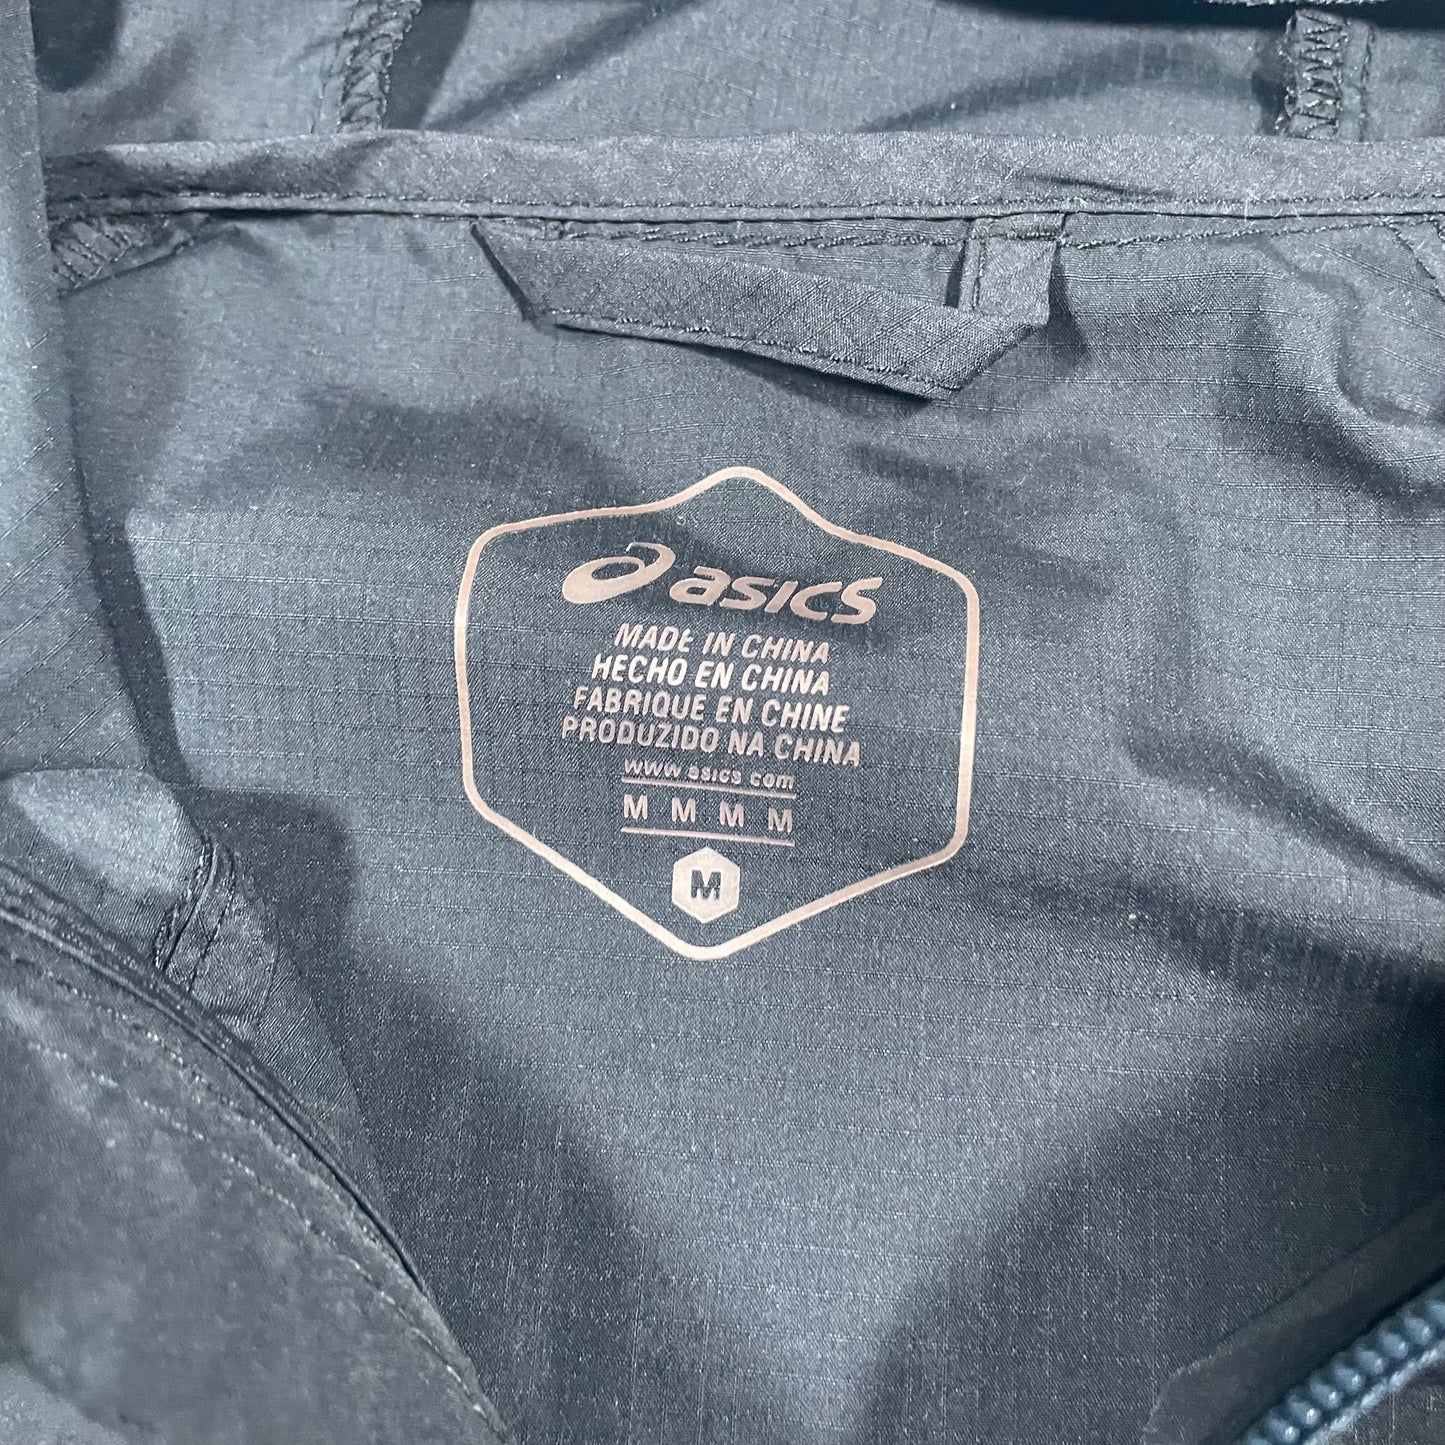 asics
MADE IN CHINA
HECHO EN CHINA
FABRIQUE EN CHINE
PRODUZIDO NA CHINA
www.asics.com
M M M M
M